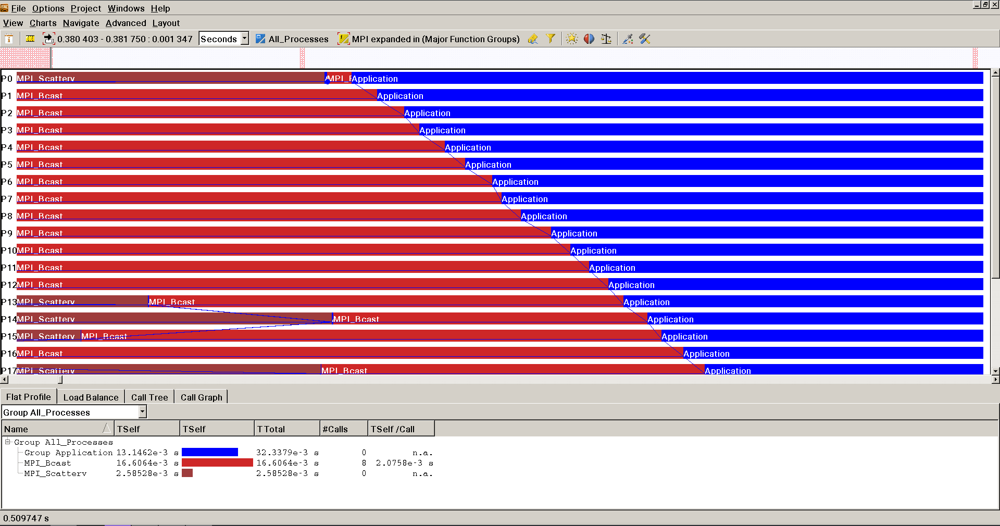 File Options Project Windows Help
View Charts Navigate Advanced Layout
0.380 403 - 0.381 750 : 0.001 347 Seconds All_Processes MPI expanded in (Major Function Groups)
P0 MPI_Scatterv MPI_B Application
P1 MPI_Bcast Application
P2 MPI_Bcast Application
P3 MPI_Bcast Application
P4 MPI_Bcast Application
P5 MPI_Bcast Application
P6 MPI_Bcast Application
P7 MPI_Bcast Application
P8 MPI_Bcast Application
P9 MPI_Bcast Application
P10 MPI_Bcast Application
P11 MPI_Bcast Application
P12 MPI_Bcast Application
P13 MPI_Scatterv MPI_Bcast Application
P14 MPI_Scatterv MPI_Bcast Application
P15 MPI_Scatterv MPI_Bcast Application
P16 MPI_Bcast Application
P17 MPI_Scatterv MPI_Bcast Application
Flat Profile Load Balance Call Tree Call Graph
Group All_Processes
Name TSelf TSelf TTotal #Calls TSelf /Call
Group All_Processes
Group Application 13.1462e-3 s 32.3379e-3 s 0 n.a.
MPI_Bcast 16.6064e-3 s 16.6064e-3 s 8 2.0758e-3 s
MPI_Scatterv 2.58528e-3 s 2.58528e-3 s 0 n.a.
0.509747 s